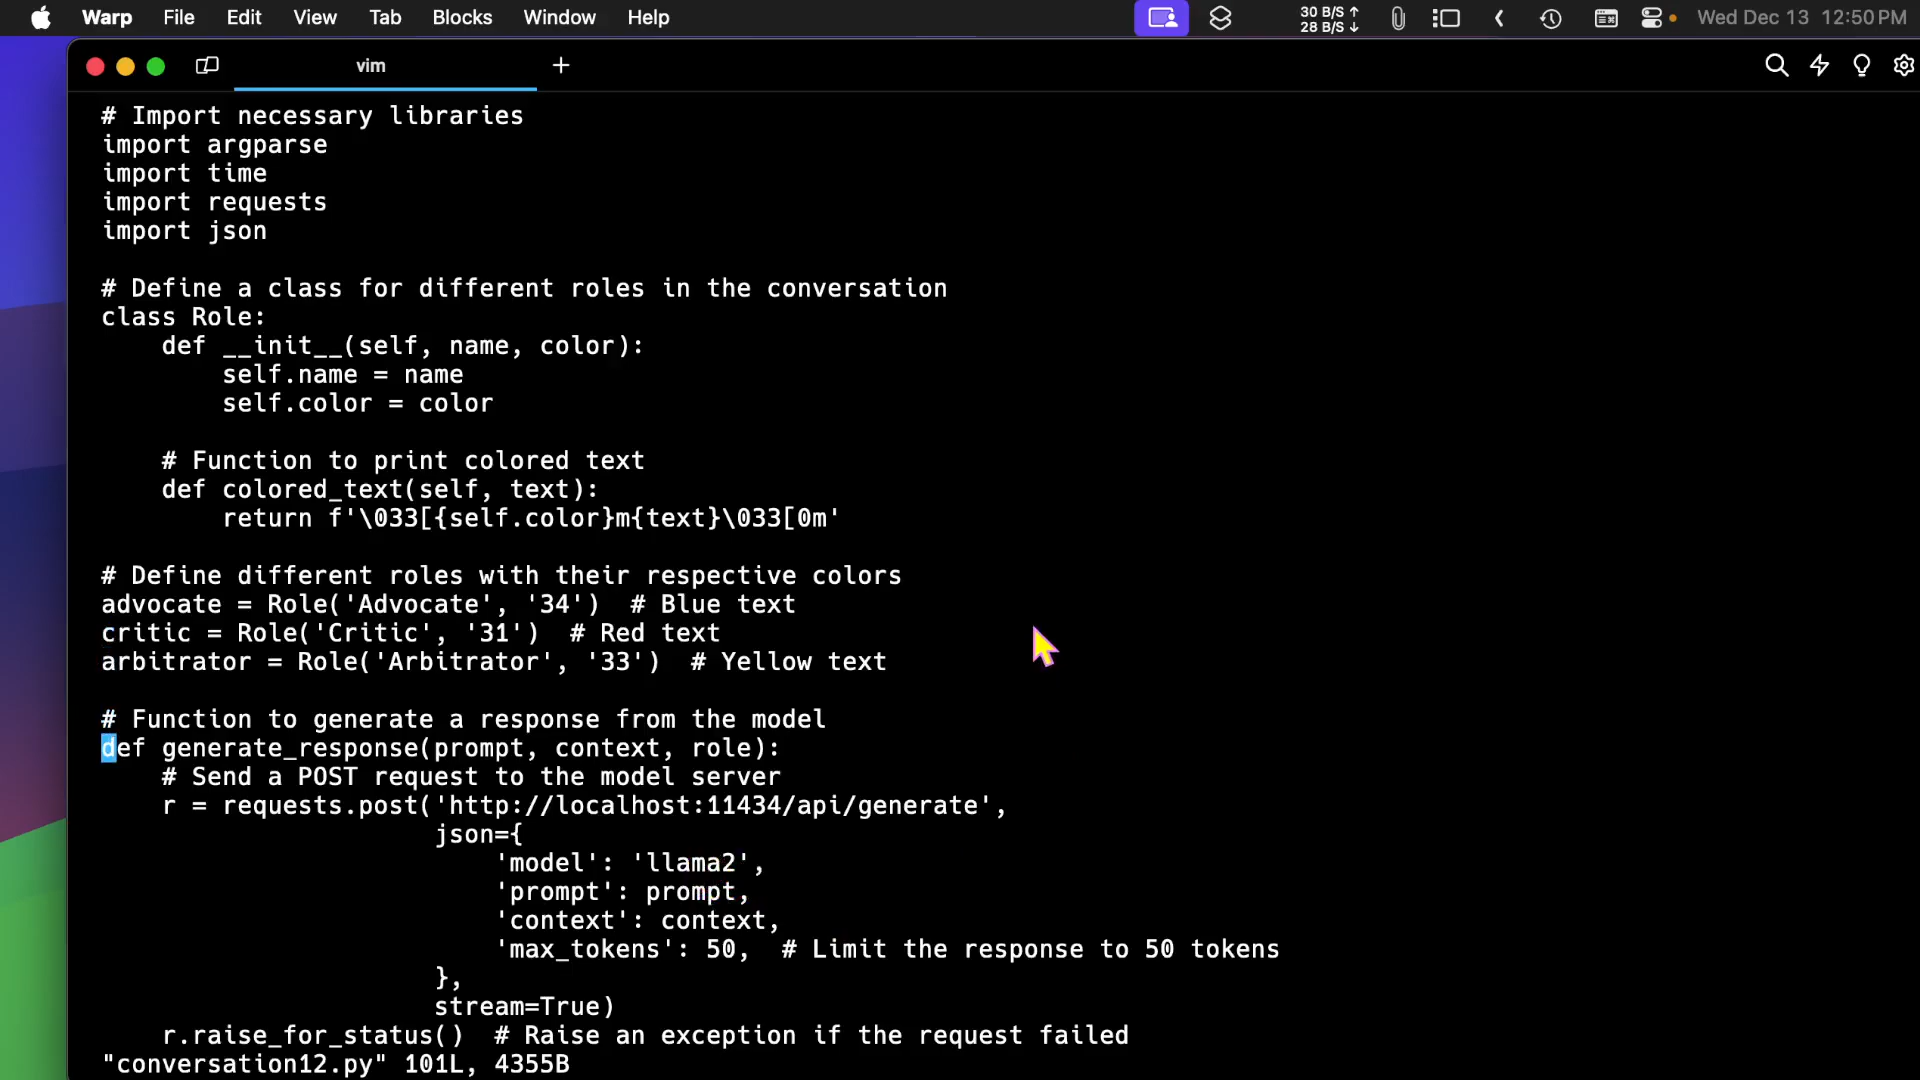 Warp File Edit View Tab Blocks Window Help 30 B/S ↑ 28 B/S ↓ Wed Dec 13 12:50 PM
vim
# Import necessary libraries
import argparse
import time
import requests
import json
# Define a class for different roles in the conversation
class Role:
    def __init__(self, name, color):
        self.name = name
        self.color = color
    # Function to print colored text
    def colored_text(self, text):
        return f'\033[{self.color}m{text}\033[0m'
# Define different roles with their respective colors
advocate = Role('Advocate', '34')  # Blue text
critic = Role('Critic', '31')  # Red text
arbitrator = Role('Arbitrator', '33')  # Yellow text
# Function to generate a response from the model
def generate_response(prompt, context, role):
    # Send a POST request to the model server
    r = requests.post('http://localhost:11434/api/generate',
                      json={
                          'model': 'llama2',
                          'prompt': prompt,
                          'context': context,
                          'max_tokens': 50,  # Limit the response to 50 tokens
                      },
                      stream=True)
    r.raise_for_status()  # Raise an exception if the request failed
"conversation12.py" 101L, 4355B